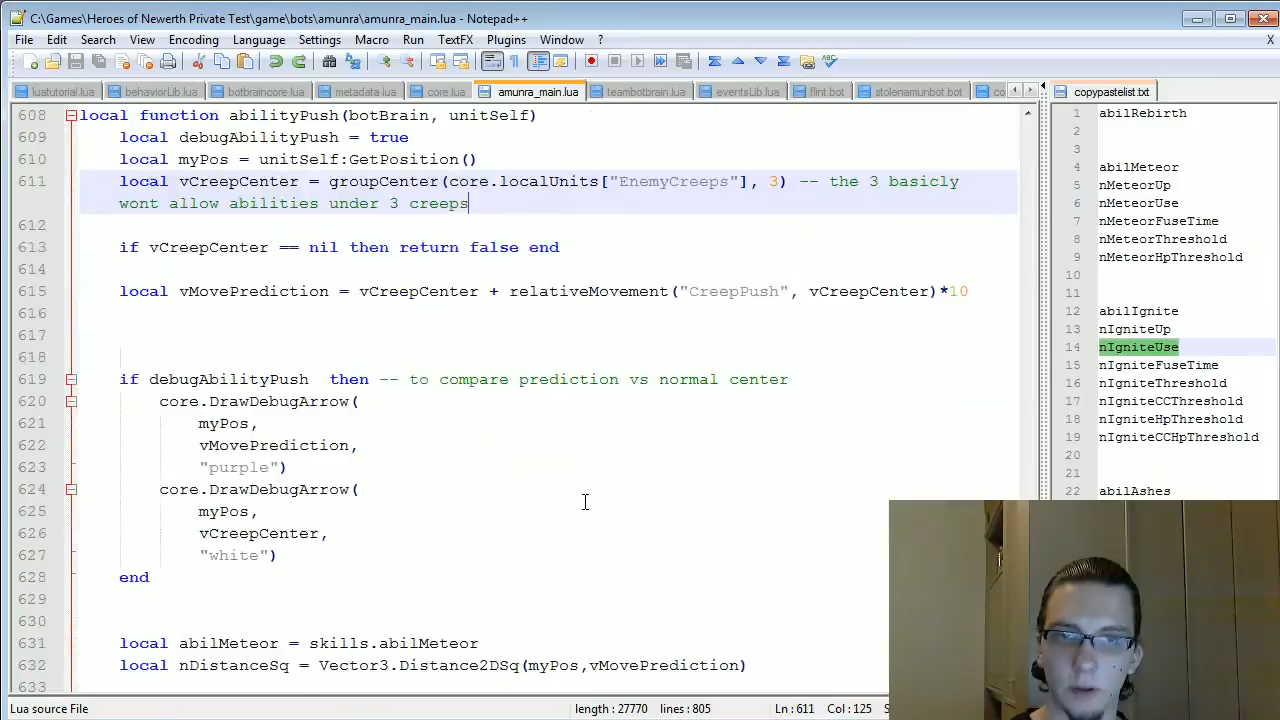 C:\Games\Heroes of Newerth Private Test\game\bots\amunra\amunra_main.lua - Notepad++
File Edit Search View Encoding Language Settings Macro Run TextFX Plugins Window ? X
luatutorial.lua behaviorLib.lua botbraincore.lua metadata.lua core.lua amunra_main.lua teambotbrain.lua eventsLib.lua flint.bot stolenamunbot.bot co copypastelist.txt
608 local function abilityPush(botBrain, unitSelf)
609 local debugAbilityPush = true
610 local myPos = unitSelf:GetPosition()
611 local vCreepCenter = groupCenter(core.localUnits["EnemyCreeps"], 3) -- the 3 basicly
wont allow abilities under 3 creeps
612
613 if vCreepCenter == nil then return false end
614
615 local vMovePrediction = vCreepCenter + relativeMovement("CreepPush", vCreepCenter)*10
616
617
618
619 if debugAbilityPush then -- to compare prediction vs normal center
620 core.DrawDebugArrow(
621 myPos,
622 vMovePrediction,
623 "purple")
624 core.DrawDebugArrow(
625 myPos,
626 vCreepCenter,
627 "white")
628 end
629
630
631 local abilMeteor = skills.abilMeteor
632 local nDistanceSq = Vector3.Distance2DSq(myPos,vMovePrediction)
633
1 abilRebirth
2
3
4 abilMeteor
5 nMeteorUp
6 nMeteorUse
7 nMeteorFuseTime
8 nMeteorThreshold
9 nMeteorHpThreshold
10
11
12 abilIgnite
13 nIgniteUp
14 nIgniteUse
15 nIgniteFuseTime
16 nIgniteThreshold
17 nIgniteCCThreshold
18 nIgniteHpThreshold
19 nIgniteCCHpThreshold
20
21
22 abilAshes
Lua source File length : 27770 lines : 805 Ln : 611 Col : 125 S